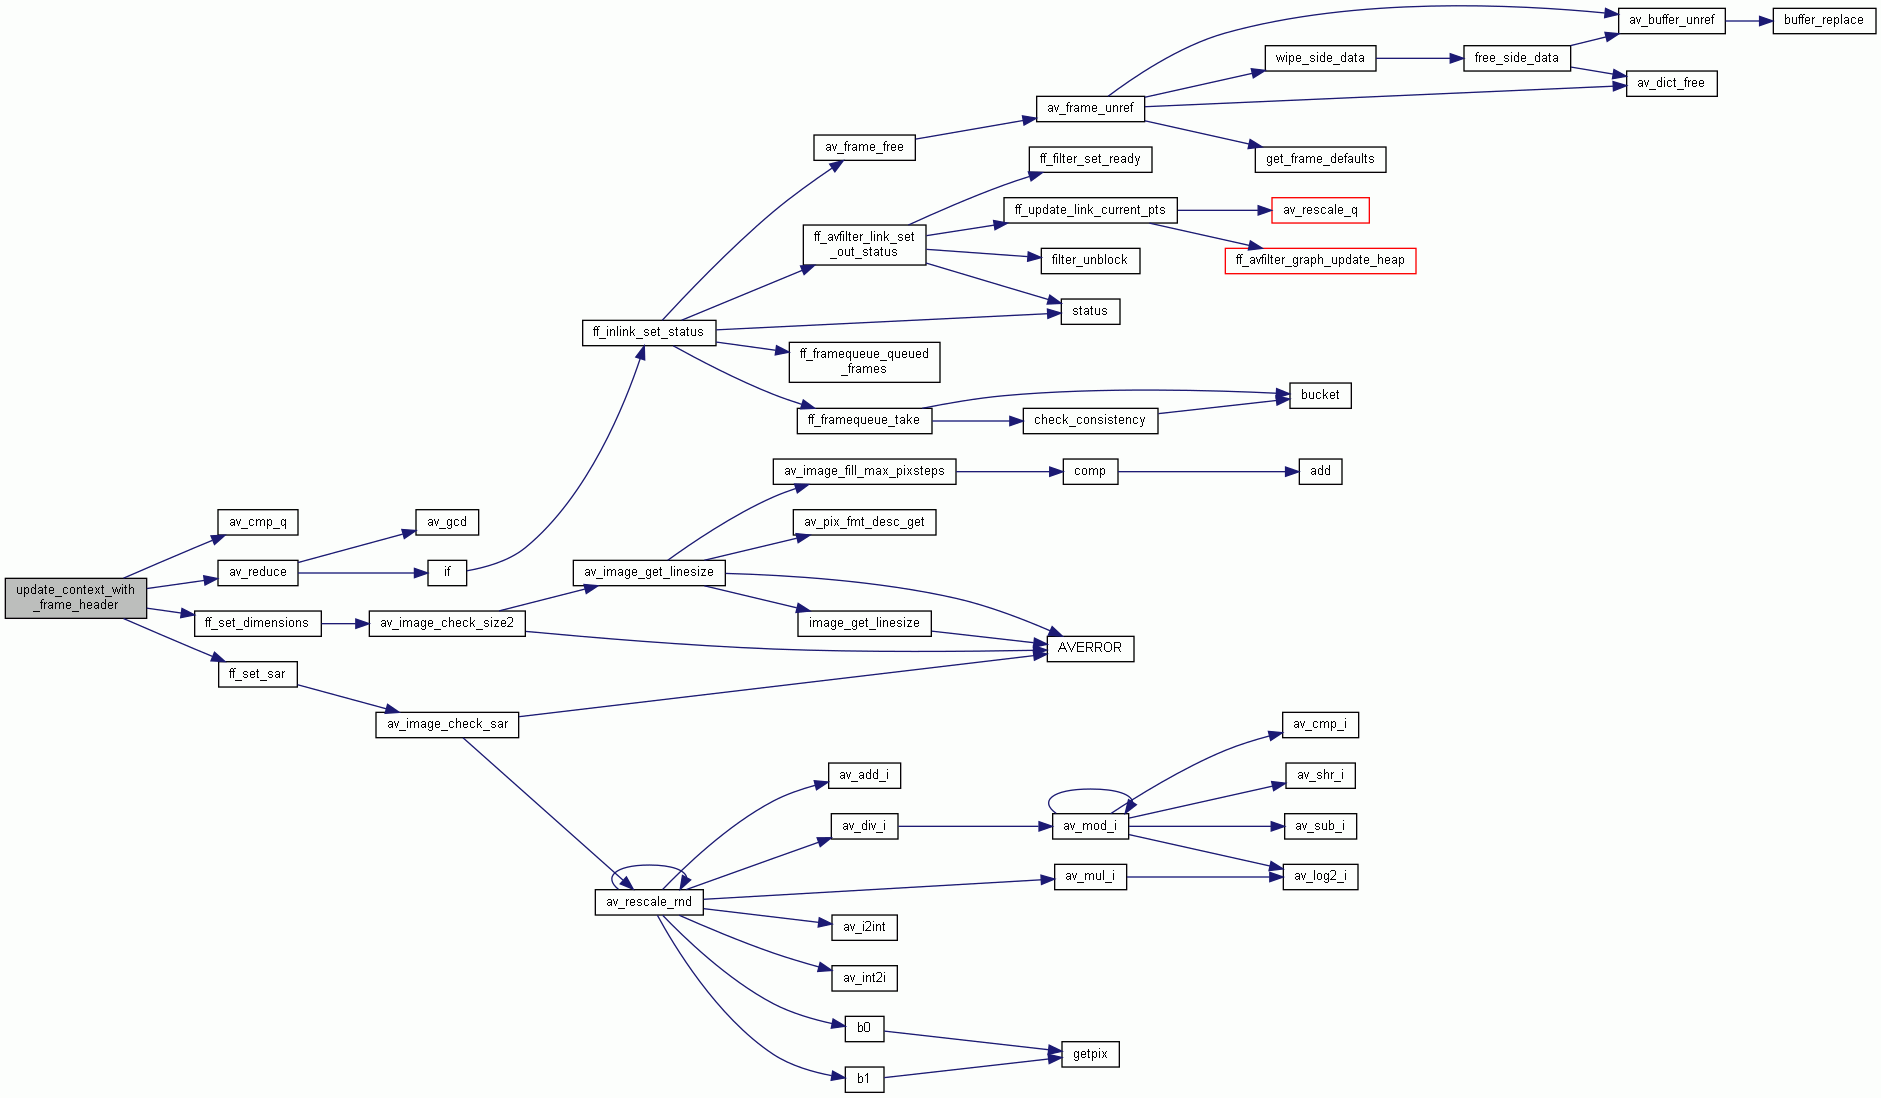 av_buffer_unref
buffer_replace
wipe_side_data
free_side_data
av_dict_free
av_frame_unref
av_frame_free
ff_filter_set_ready
get_frame_defaults
ff_update_link_current_pts
av_rescale_q
ff_avfilter_link_set
_out_status
filter_unblock
ff_avfilter_graph_update_heap
status
ff_inlink_set_status
ff_framequeue_queued
_frames
bucket
ff_framequeue_take
check_consistency
av_image_fill_max_pixsteps
comp
add
av_cmp_q
av_gcd
av_pix_fmt_desc_get
av_reduce
if
av_image_get_linesize
update_context_with
_frame_header
ff_set_dimensions
av_image_check_size2
image_get_linesize
AVERROR
ff_set_sar
av_image_check_sar
av_cmp_i
av_add_i
av_shr_i
av_div_i
av_mod_i
av_sub_i
av_mul_i
av_log2_i
av_rescale_rnd
av_i2int
av_int2i
b0
getpix
b1